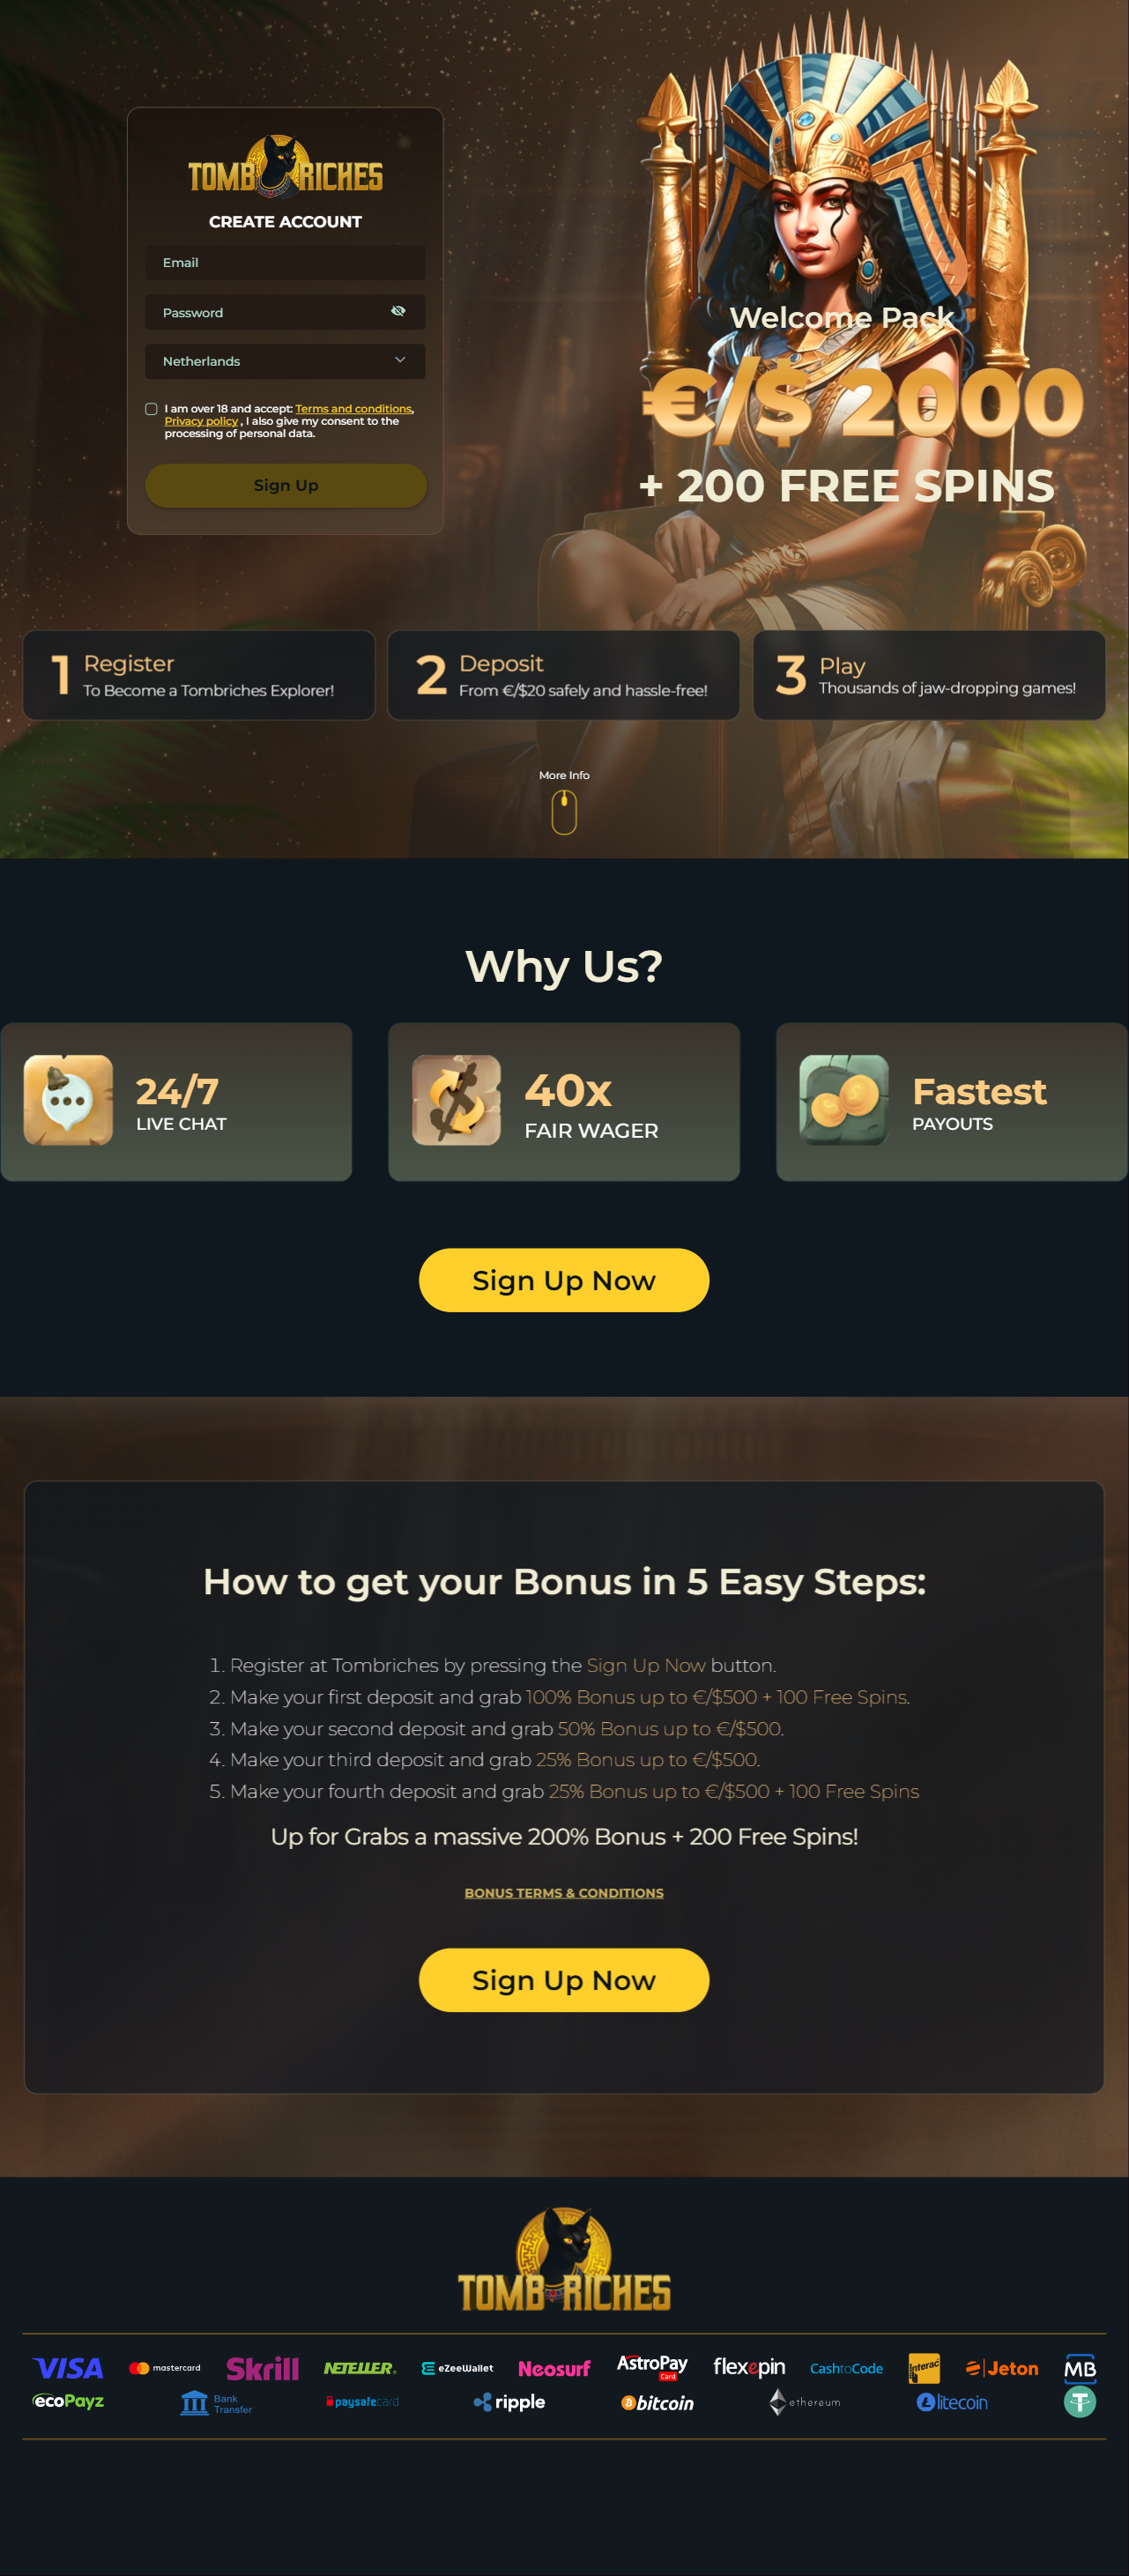 TOMB RICHES
CREATE ACCOUNT
Email
Password
Netherlands
I am over 18 and accept: Terms and conditions,
Privacy policy , I also give my consent to the
processing of personal data.
Sign Up
Welcome Pack
€/$ 2000
+ 200 FREE SPINS
1 Register
To Become a Tombriches Explorer!
2 Deposit
From €/$20 safely and hassle-free!
3 Play
Thousands of jaw-dropping games!
More Info
Why Us?
24/7
LIVE CHAT
40x
FAIR WAGER
Fastest
PAYOUTS
Sign Up Now
How to get your Bonus in 5 Easy Steps:
1. Register at Tombriches by pressing the Sign Up Now button.
2. Make your first deposit and grab 100% Bonus up to €/$500 + 100 Free Spins.
3. Make your second deposit and grab 50% Bonus up to €/$500.
4. Make your third deposit and grab 25% Bonus up to €/$500.
5. Make your fourth deposit and grab 25% Bonus up to €/$500 + 100 Free Spins
Up for Grabs a massive 200% Bonus + 200 Free Spins!
BONUS TERMS & CONDITIONS
Sign Up Now
TOMB RICHES
VISA mastercard Skrill NETELLER eZeeWallet Neosurf AstroPay Card flexepin CashtoCode Interac Jeton MB
ecoPayz Bank Transfer paysafecard ripple bitcoin ethereum litecoin